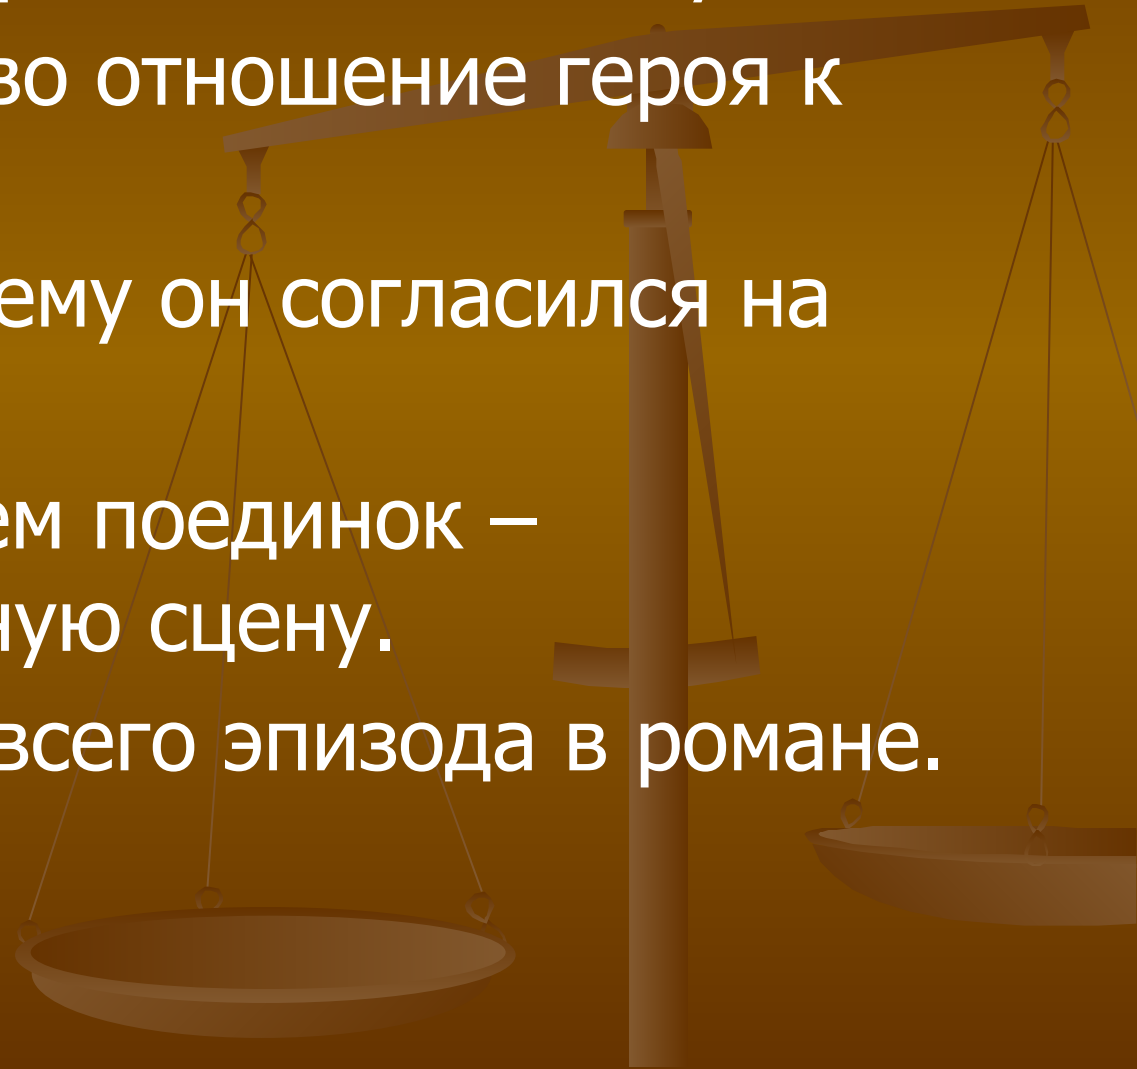 во отношение героя к
ему он согласился на
ем поединок –
ную сцену.
всего эпизода в романе.